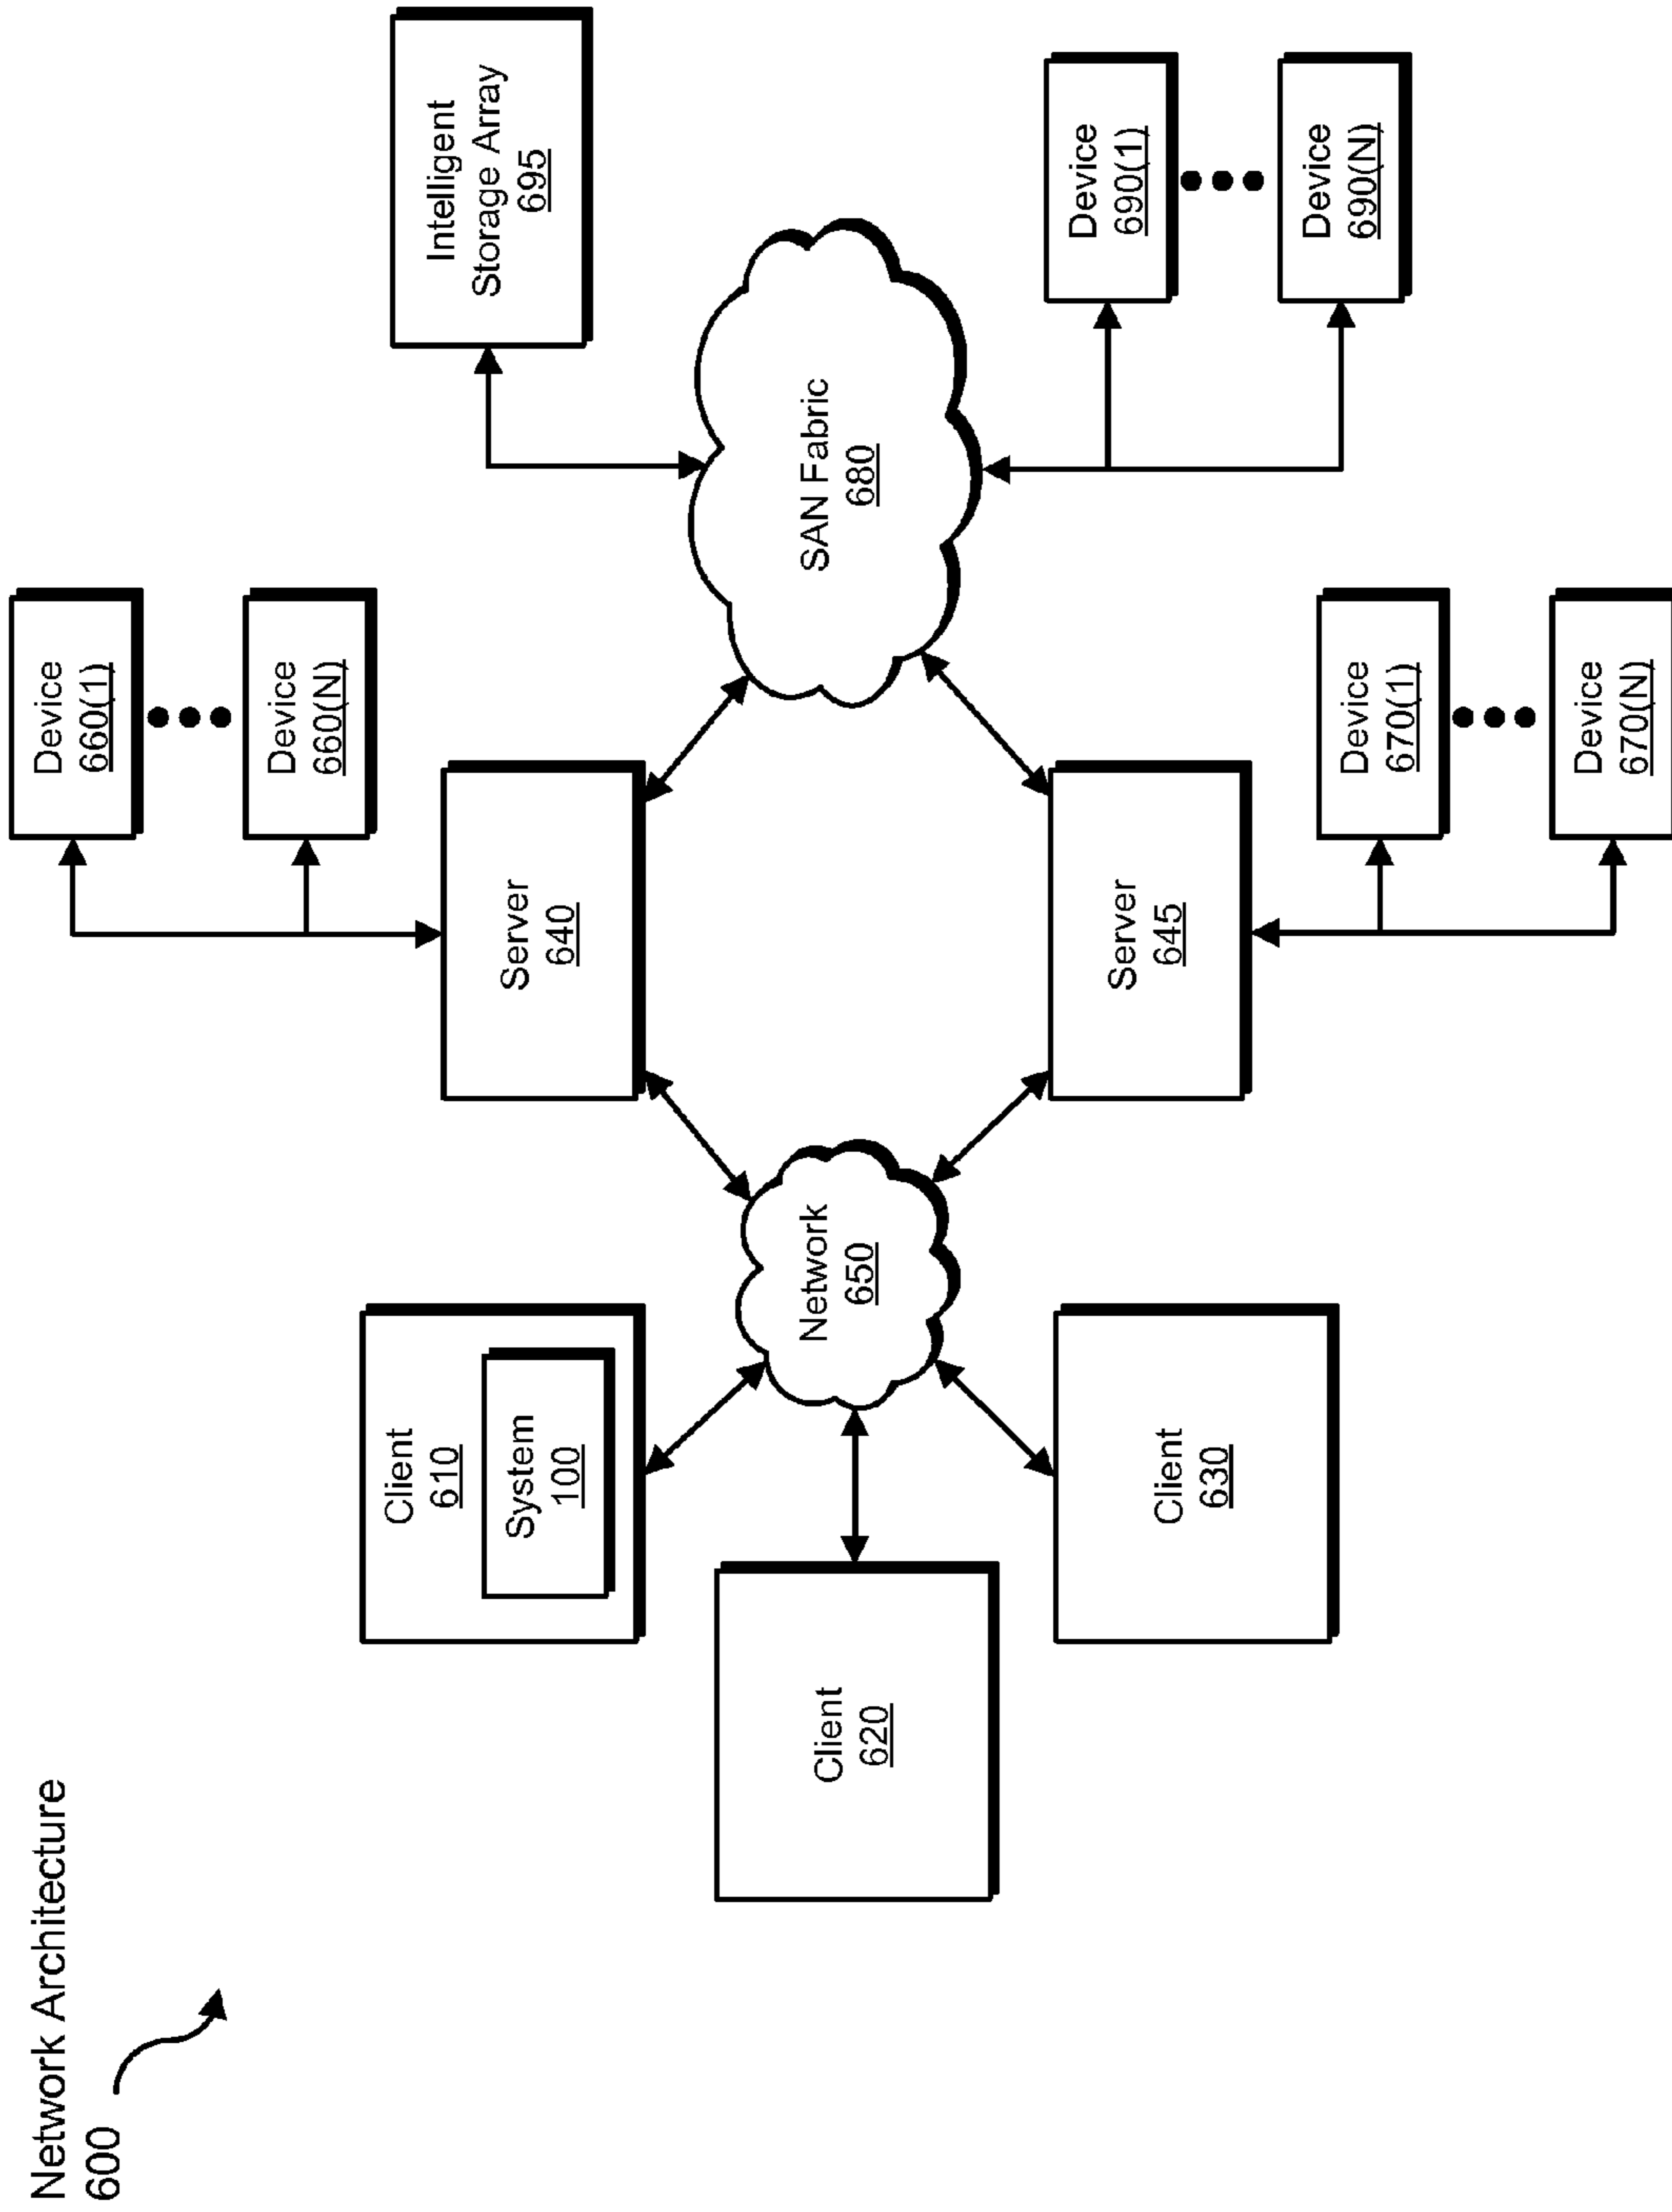 Network Architecture
600
Device
660(1)
Device
660(N)
Intelligent
Storage Array
695
Client
610
System
100
Server
640
Client
620
Network
650
SAN Fabric
680
Client
630
Server
645
Device
690(1)
Device
690(N)
Device
670(1)
Device
670(N)